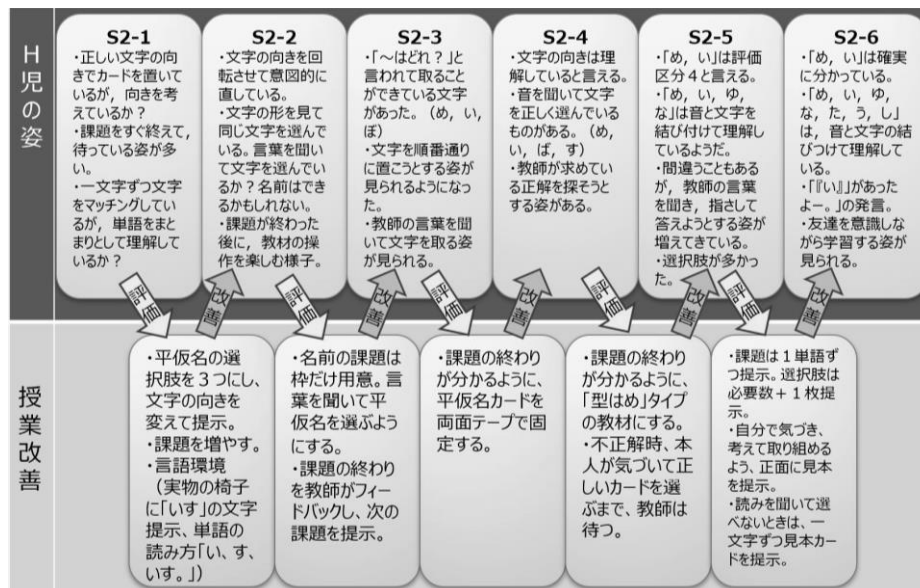 H児の姿
S2-1
・正しい文字の向
きでカードを置いて
いるが，向きを考
えているか？
・課題をすぐ終えて，
待っている姿が多
い。
・一文字ずつ文字
をマッチングしてい
るが，単語をまと
まりとして理解して
いるか？
S2-2
・文字の向きを回
転させて意図的に
直している。
・文字の形を見て
同じ文字を選んで
いる。言葉を聞い
て文字を選んでい
るか？名前はでき
るかもしれない。
・課題が終わった
後に，教材の操
作を楽しむ様子。
S2-3
・「～はどれ？」と
言われて取ること
ができている文字
があった。（め，い，
ぼ）
・文字を順番通り
に置こうとする姿
が見られるようになっ
た。
・教師の言葉を聞
いて文字を取る姿
が見られる。
S2-4
・文字の向きは理
解していると言える。
・音を聞いて文字
を正しく選んでいる
ものがある。（め，
い，ば，す）
・教師が求めてい
る正解を探そうと
する姿がある。
S2-5
・「め，い」は評価
区分４と言える。
・「め，い，ゆ，
な」は音と文字を
結び付けて理解し
ているようだ。
・間違うこともある
が，教師の言葉を
聞き，指さして
答えようとする姿が
増えてきている。
・選択肢が多かっ
た。
S2-6
・「め，い」は確実
に分かっている。
・「め，い，ゆ，
な，た，う，し」
は，音と文字の結
びつけて理解して
いる。
・「『い』」があった
よー。」の発言。
・友達を意識しな
がら学習する姿が
見られる。
評価
改善
評価
改善
評価
改善
評価
改善
評価
改善
授業改善
・平仮名の選
択肢を３つにし、
文字の向きを
変えて提示。
・課題を増やす。
・言語環境
（実物の椅子
に「いす」の文字
提示、単語の
読み方「い、す、
いす。」）
・名前の課題は
枠だけ用意。言
葉を聞いて平
仮名を選ぶよう
にする。
・課題の終わり
を教師がフィー
ドバックし、次の
課題を提示。
・課題の終わり
が分かるように、
平仮名カードを
両面テープで固
定する。
・課題の終わり
が分かるように、
「型はめ」タイプ
の教材にする。
・不正解時、本
人が気づいて正
しいカードを選
ぶまで、教師は
待つ。
・課題は１単語ず
つ提示。選択肢は
必要数＋１枚提
示。
・自分で気づき、
考えて取り組める
よう、正面に見本
を提示。
・読みを聞いて選
べないときは、一
文字ずつ見本カー
ドを提示。